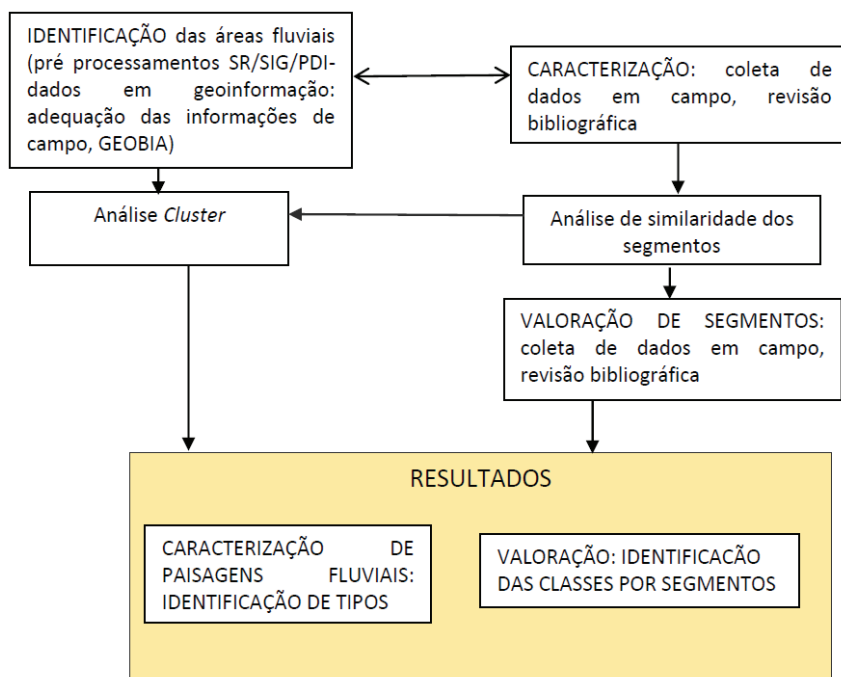 IDENTIFICAÇÃO das áreas fluviais
(pré processamentos SR/SIG/PDI-
dados em geoinformação:
adequação das informações de
campo, GEOBIA)
CARACTERIZAÇÃO: coleta de
dados em campo, revisão
bibliográfica
Análise Cluster
Análise de similaridade dos
segmentos
VALORAÇÃO DE SEGMENTOS:
coleta de dados em campo,
revisão bibliográfica
RESULTADOS
CARACTERIZAÇÃO DE
PAISAGENS FLUVIAIS:
IDENTIFICAÇÃO DE TIPOS
VALORAÇÃO: IDENTIFICACÃO
DAS CLASSES POR SEGMENTOS